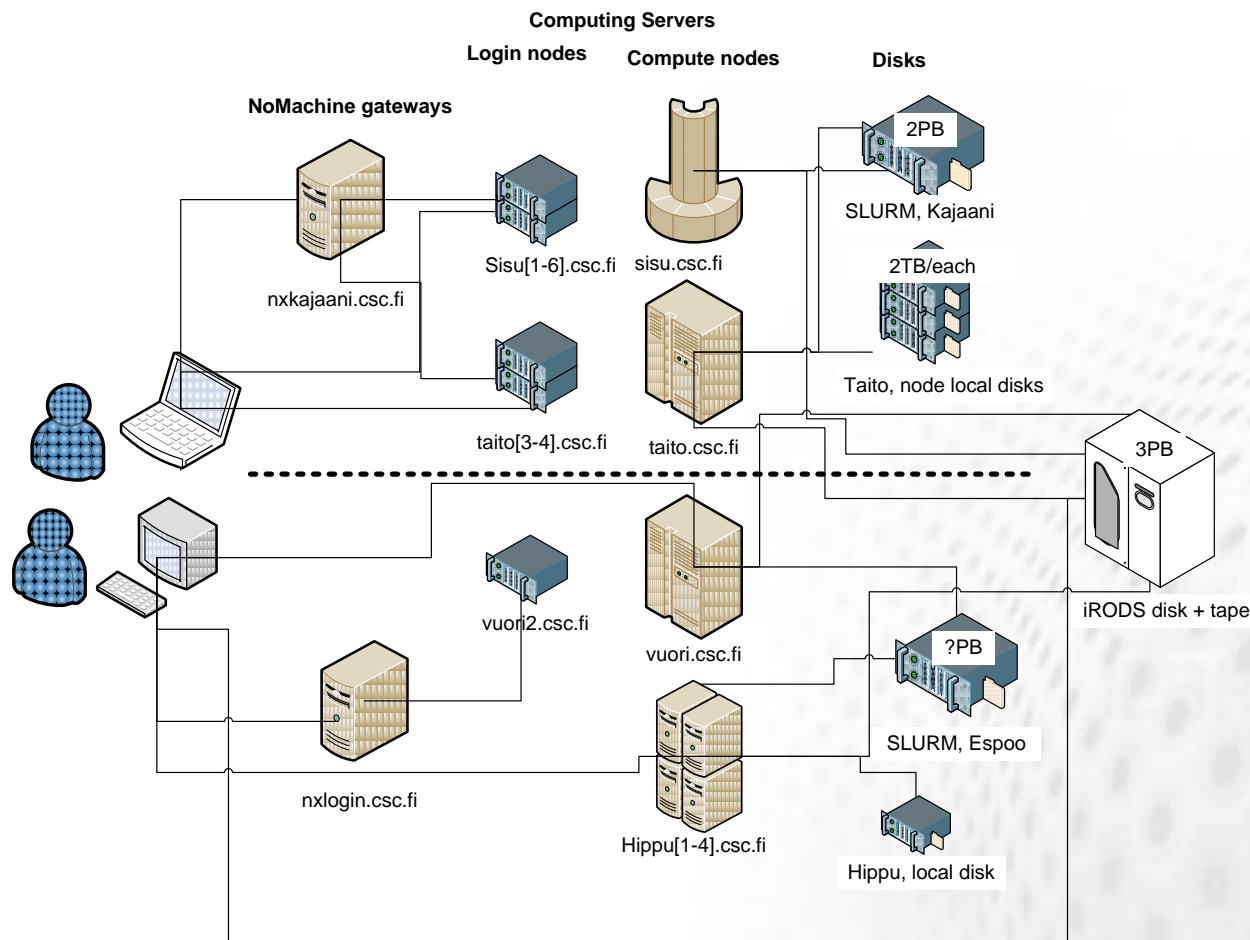 Computing Servers
Login nodes
Compute nodes
Disks
NoMachine gateways
2PB
SLURM, Kajaani
Sisu[1-6].csc.fi
sisu.csc.fi
2TB/each
nxkajaani.csc.fi
Taito, node local disks
taito[3-4].csc.fi
taito.csc.fi
3PB
iRODS disk + tape
vuori2.csc.fi
vuori.csc.fi
?PB
SLURM, Espoo
nxlogin.csc.fi
Hippu[1-4].csc.fi
Hippu, local disk